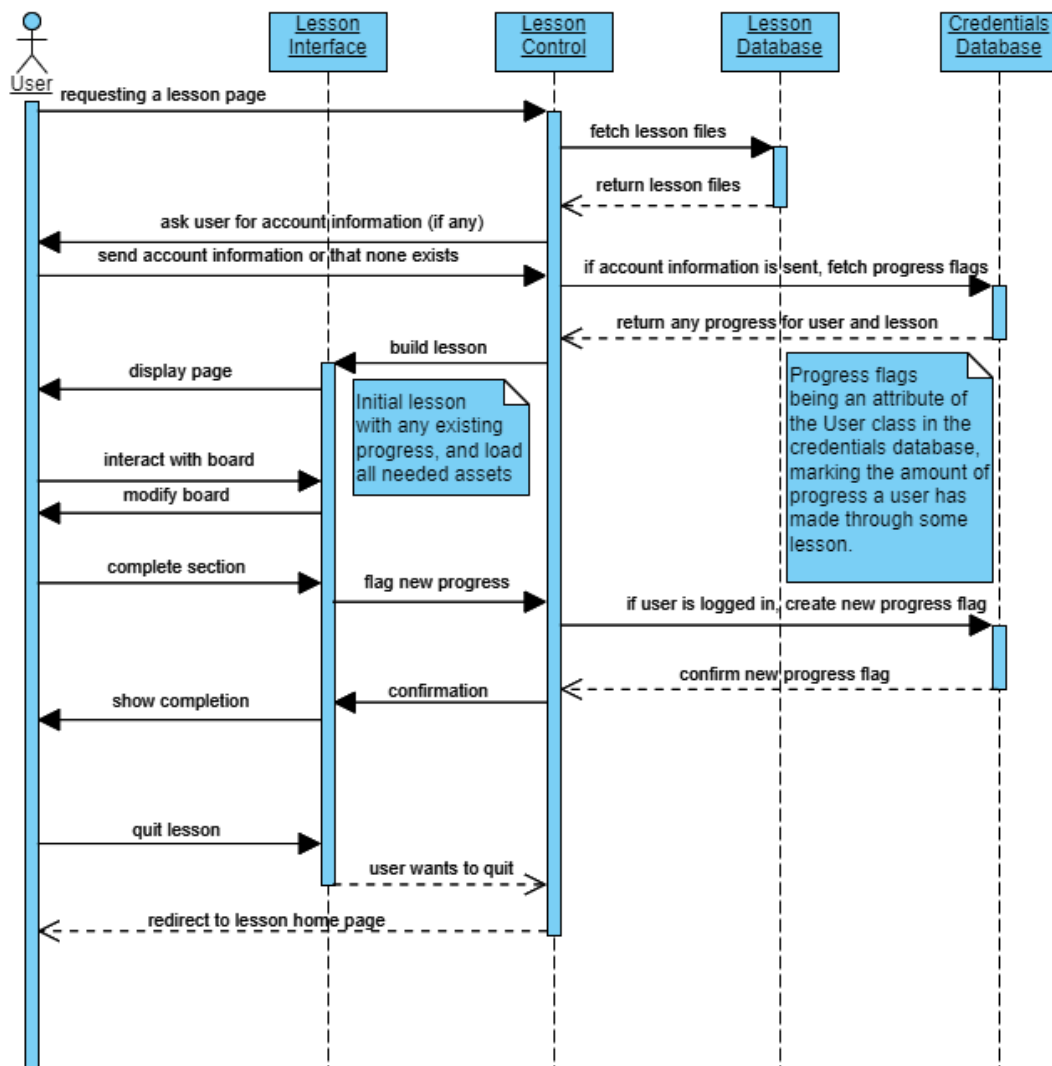 Lesson
Interface
Lesson
Control
Lesson
Database
Credentials
Database
User
requesting a lesson page
fetch lesson files
return lesson files
ask user for account information (if any)
send account information or that none exists
if account information is sent, fetch progress flags
return any progress for user and lesson
build lesson
display page
Initial lesson
with any existing
progress, and load
all needed assets
Progress flags
being an attribute of
the User class in the
credentials database,
marking the amount of
progress a user has
made through some
lesson.
interact with board
modify board
complete section
flag new progress
if user is logged in, create new progress flag
confirm new progress flag
confirmation
show completion
quit lesson
user wants to quit
redirect to lesson home page